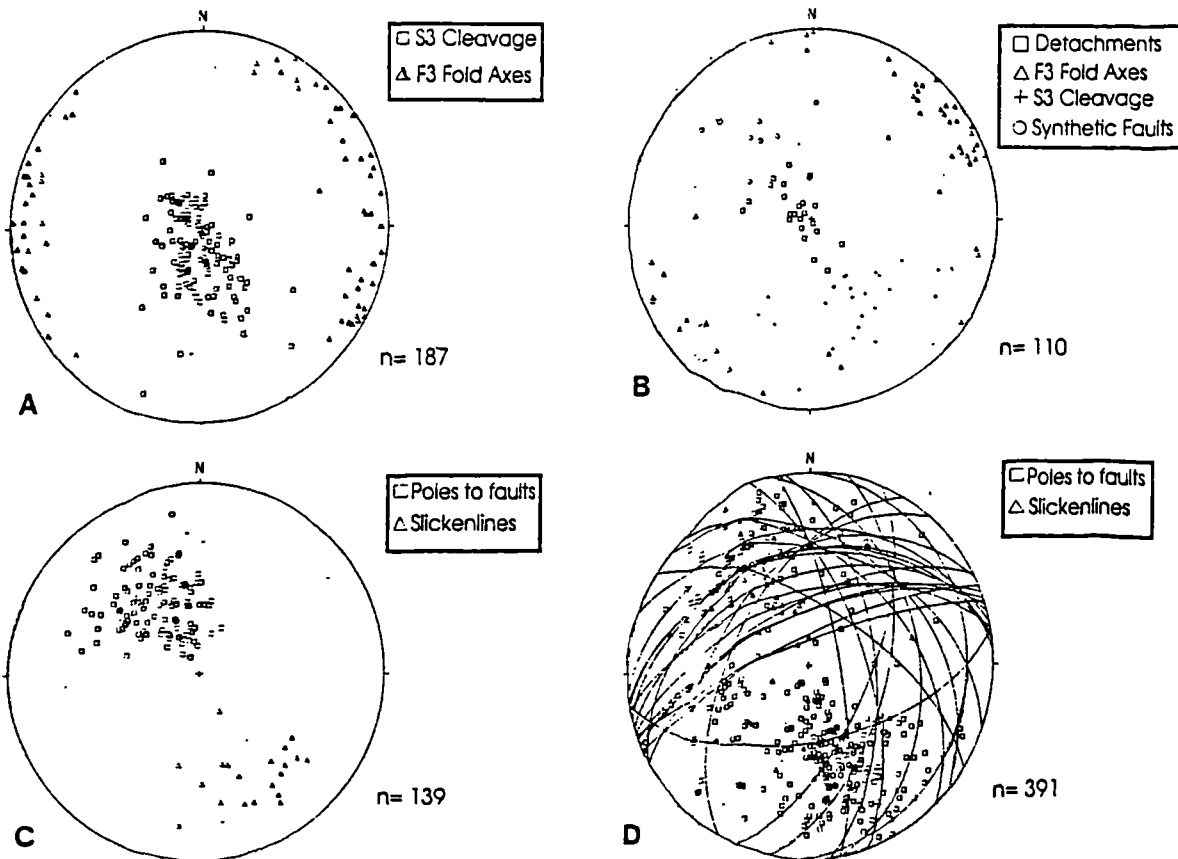 N
S3 Cleavage
F3 Fold Axes
n= 187
A
N
Detachments
F3 Fold Axes
S3 Cleavage
Synthetic Faults
n= 110
B
N
Poles to faults
Slickenlines
n= 139
C
N
Poles to faults
Slickenlines
n= 391
D